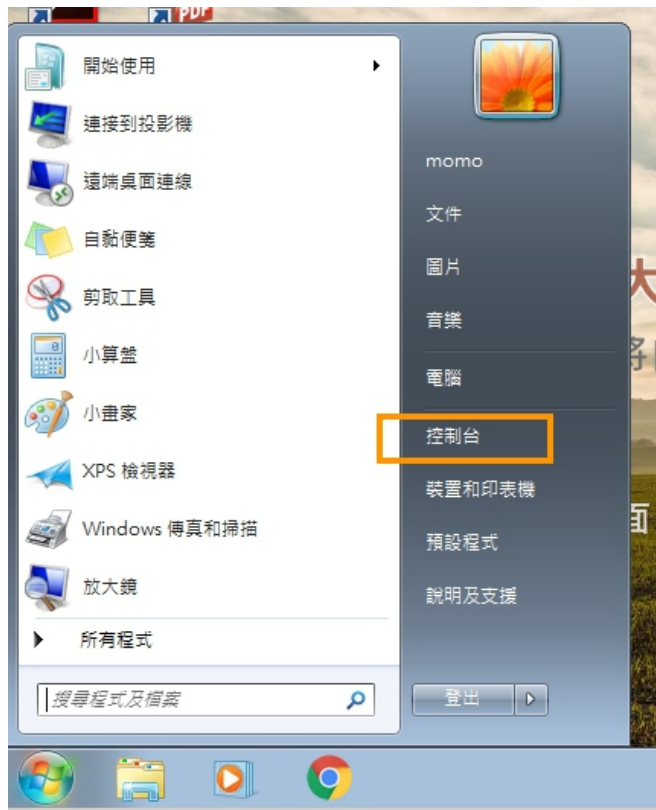 PDF
開始使用
連接到投影機
遠端桌面連線
自黏便箋
剪取工具
小算盤
小畫家
XPS 檢視器
Windows 傳真和掃描
放大鏡
所有程式
搜尋程式及檔案
momo
文件
圖片
音樂
電腦
控制台
裝置和印表機
預設程式
說明及支援
登出
大
將
面